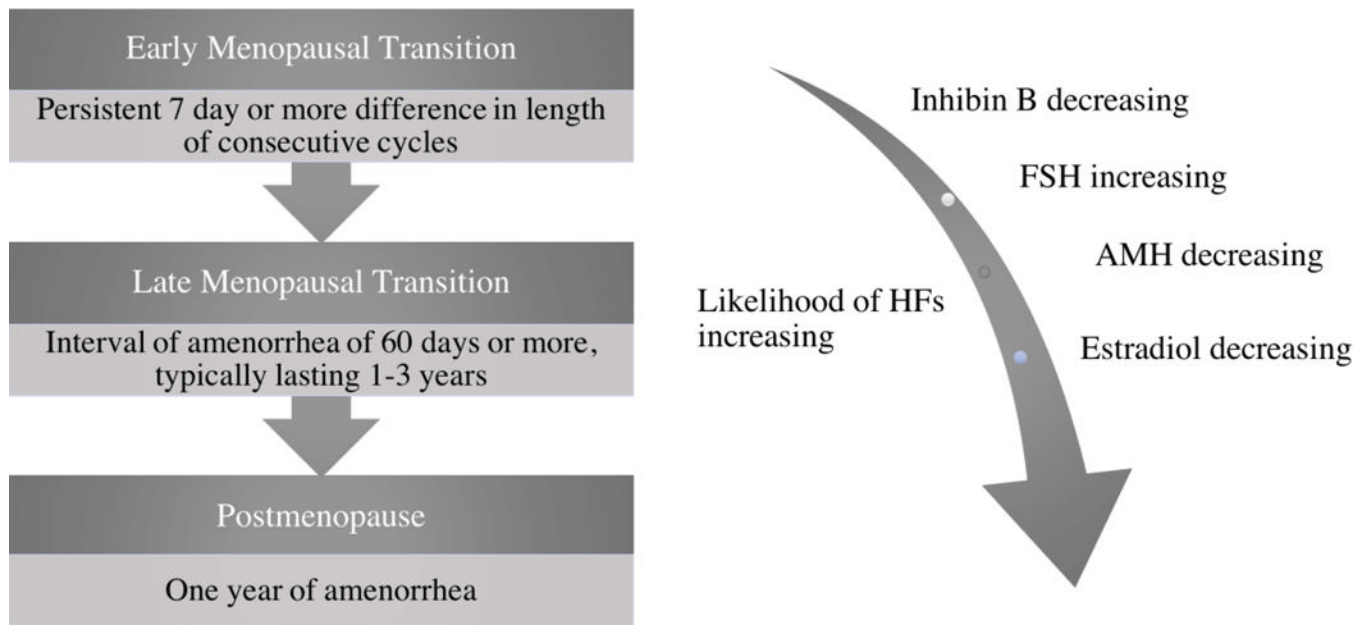 Early Menopausal Transition
Persistent 7 day or more difference in length
of consecutive cycles
Late Menopausal Transition
Interval of amenorrhea of 60 days or more,
typically lasting 1-3 years
Postmenopause
One year of amenorrhea
Inhibin B decreasing
FSH increasing
AMH decreasing
Likelihood of HFs
increasing
Estradiol decreasing